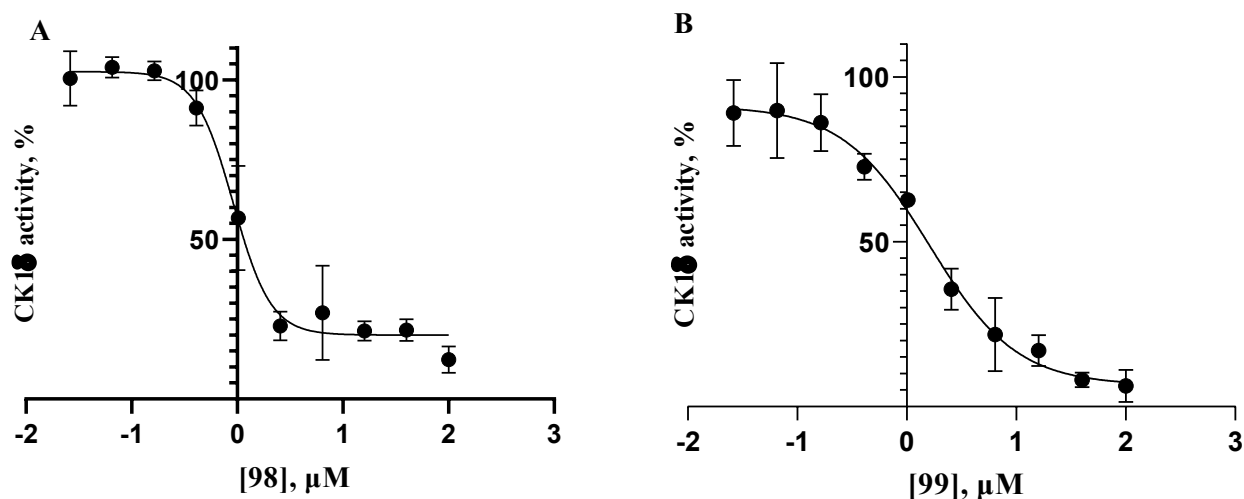 A
CK1 activity, %
100
50
-2 -1 0 1 2 3
[98], µM
B
CK1 activity, %
100
50
-2 -1 0 1 2 3
[99], µM